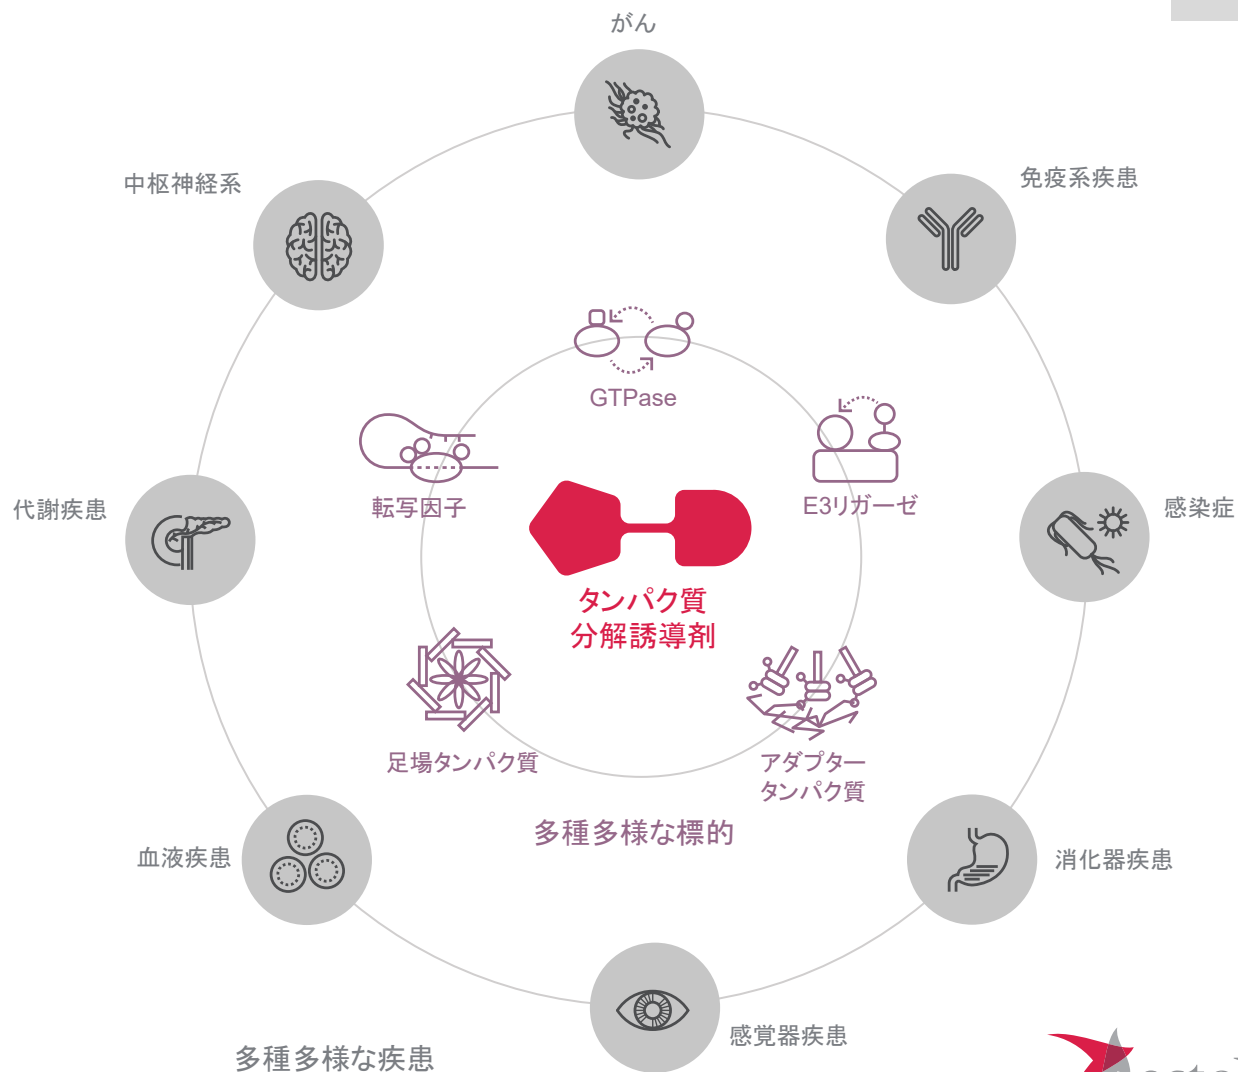 がん
中枢神経系
免疫系疾患
GTPase
転写因子
E3リガーゼ
代謝疾患
感染症
タンパク質
分解誘導剤
足場タンパク質
アダプター
タンパク質
多種多様な標的
血液疾患
消化器疾患
感覚器疾患
多種多様な疾患